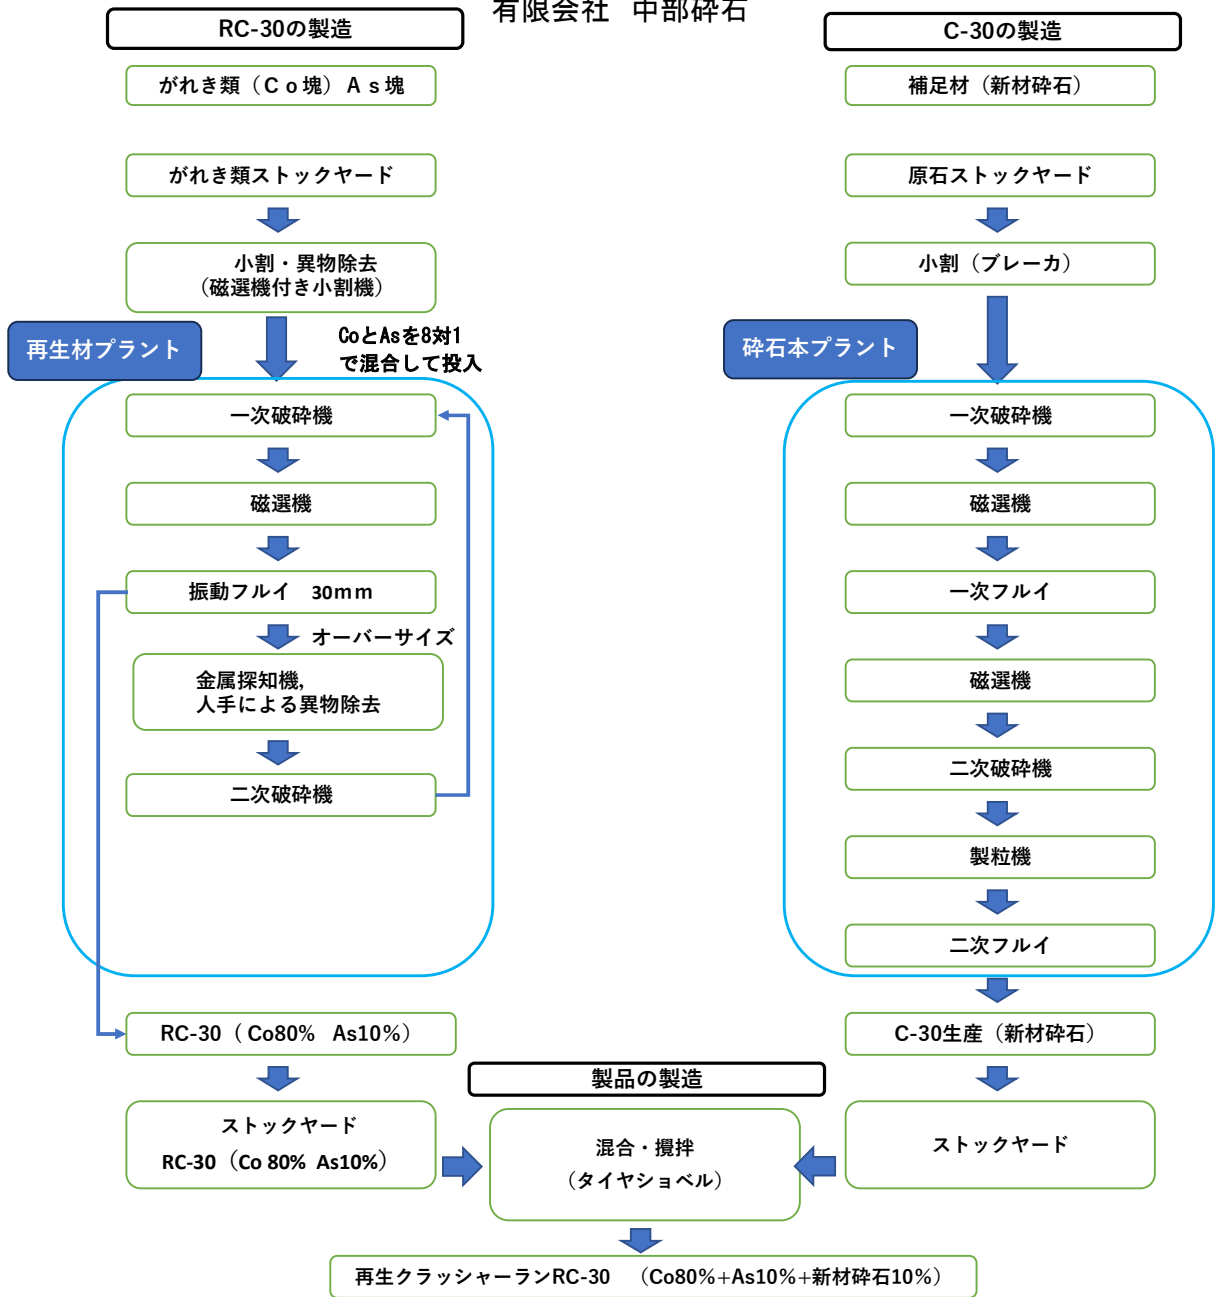 有限会社　中部砕石
RC-30の製造
がれき類（Ｃｏ塊）Ａｓ塊
がれき類ストックヤード
小割・異物除去
（磁選機付き小割機）
CoとAsを8対1
で混合して投入
再生材プラント
一次破砕機
磁選機
振動フルイ　30ｍｍ
オーバーサイズ
金属探知機，
人手による異物除去
二次破砕機
RC-30（ Co80%　As10%）
ストックヤード
RC-30（Co 80%  As10%）
C-30の製造
補足材（新材砕石）
原石ストックヤード
小割（ブレーカ）
砕石本プラント
一次破砕機
磁選機
一次フルイ
磁選機
二次破砕機
製粒機
二次フルイ
C-30生産（新材砕石）
ストックヤード
製品の製造
混合・攪拌
（タイヤショベル）
再生クラッシャーランRC-30　（Co80%+As10%+新材砕石10%）